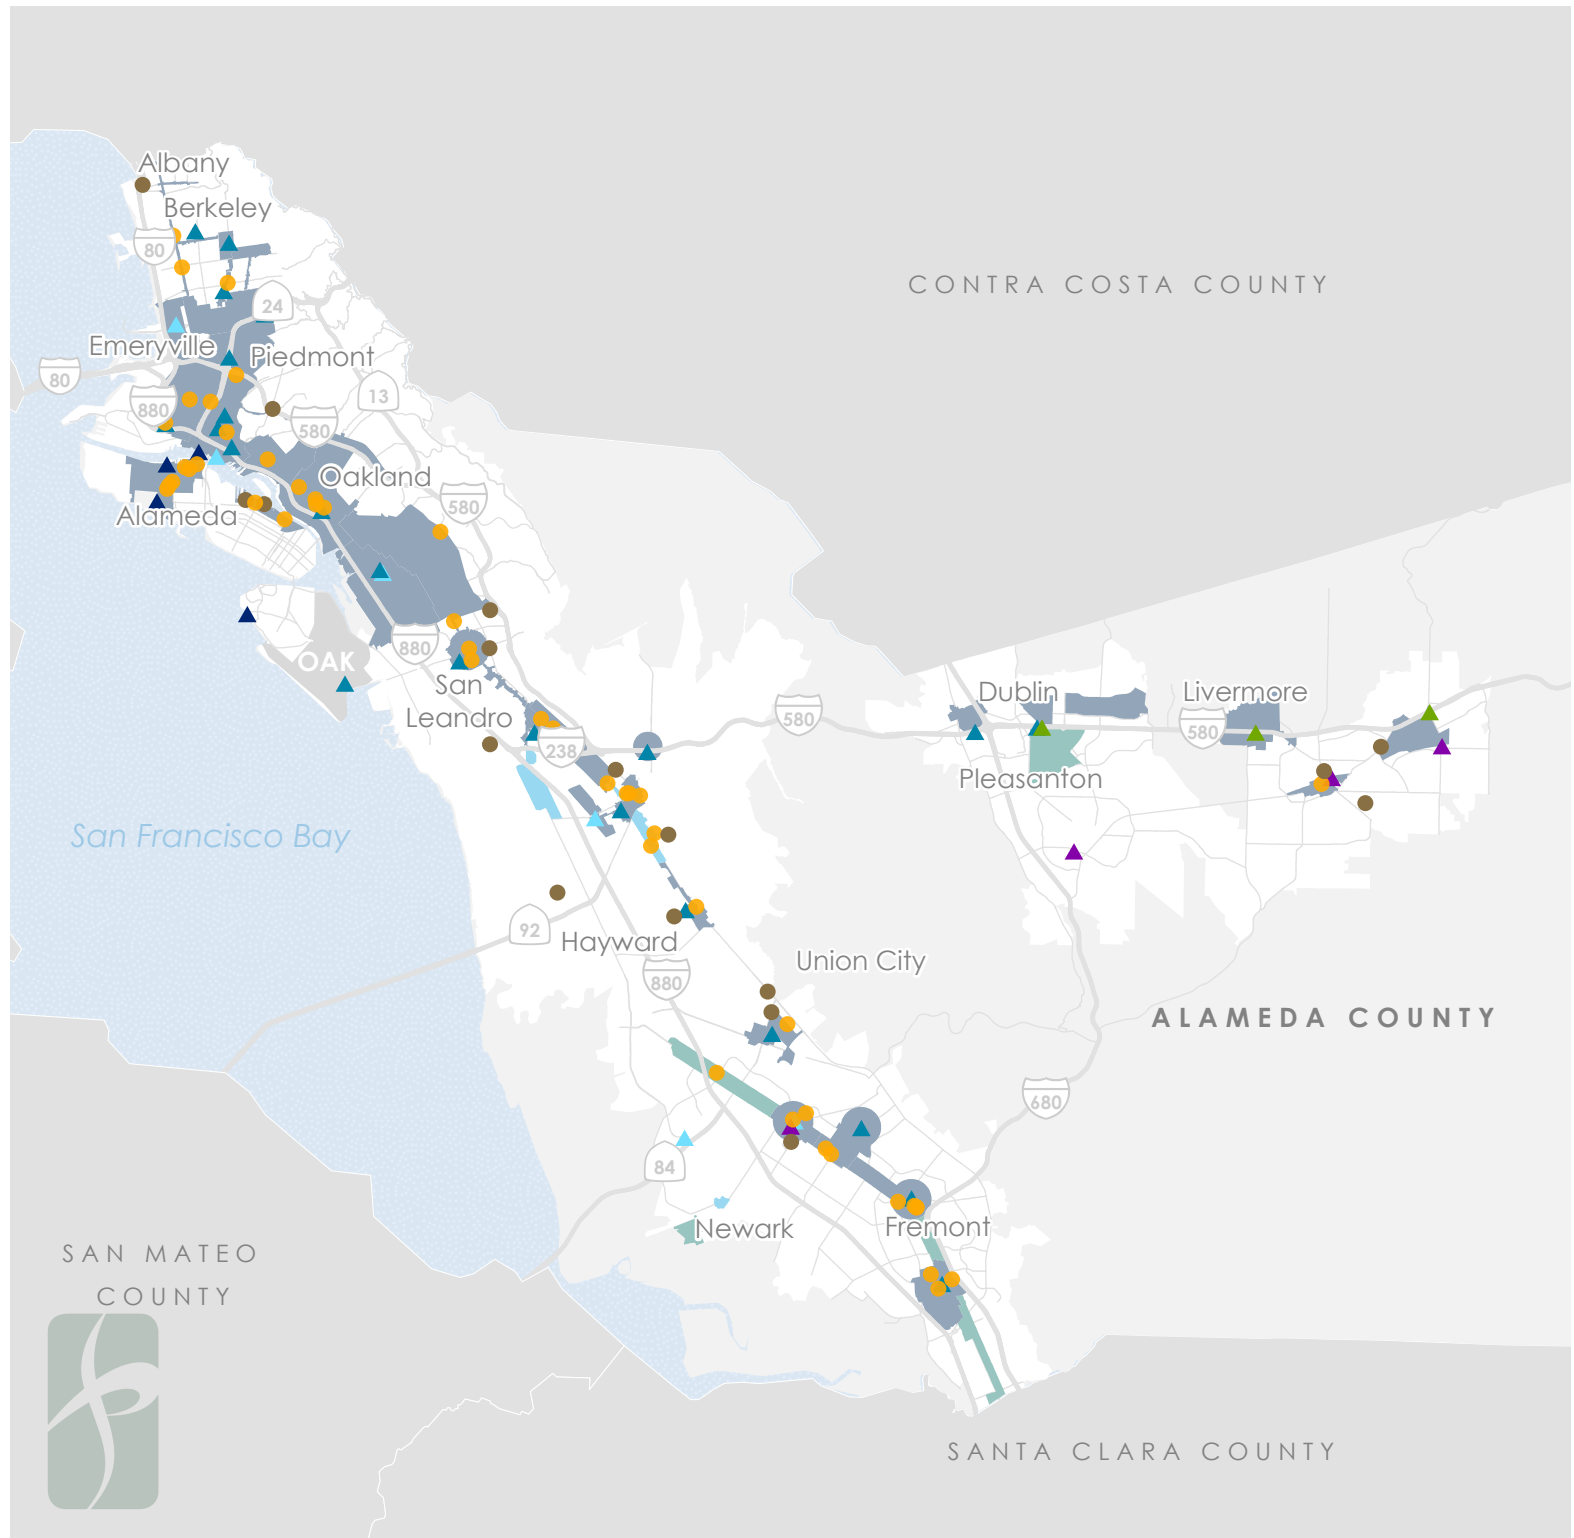 Albany
Berkeley
80
24
CONTRA COSTA COUNTY
Emeryville
Piedmont
80
880
13
580
Oakland
580
Alameda
880
OAK
San
Leandro
238
580
Dublin
Livermore
580
Pleasanton
San Francisco Bay
92
Hayward
Union City
880
ALAMEDA COUNTY
680
84
Newark
Fremont
SAN MATEO
COUNTY
SANTA CLARA COUNTY